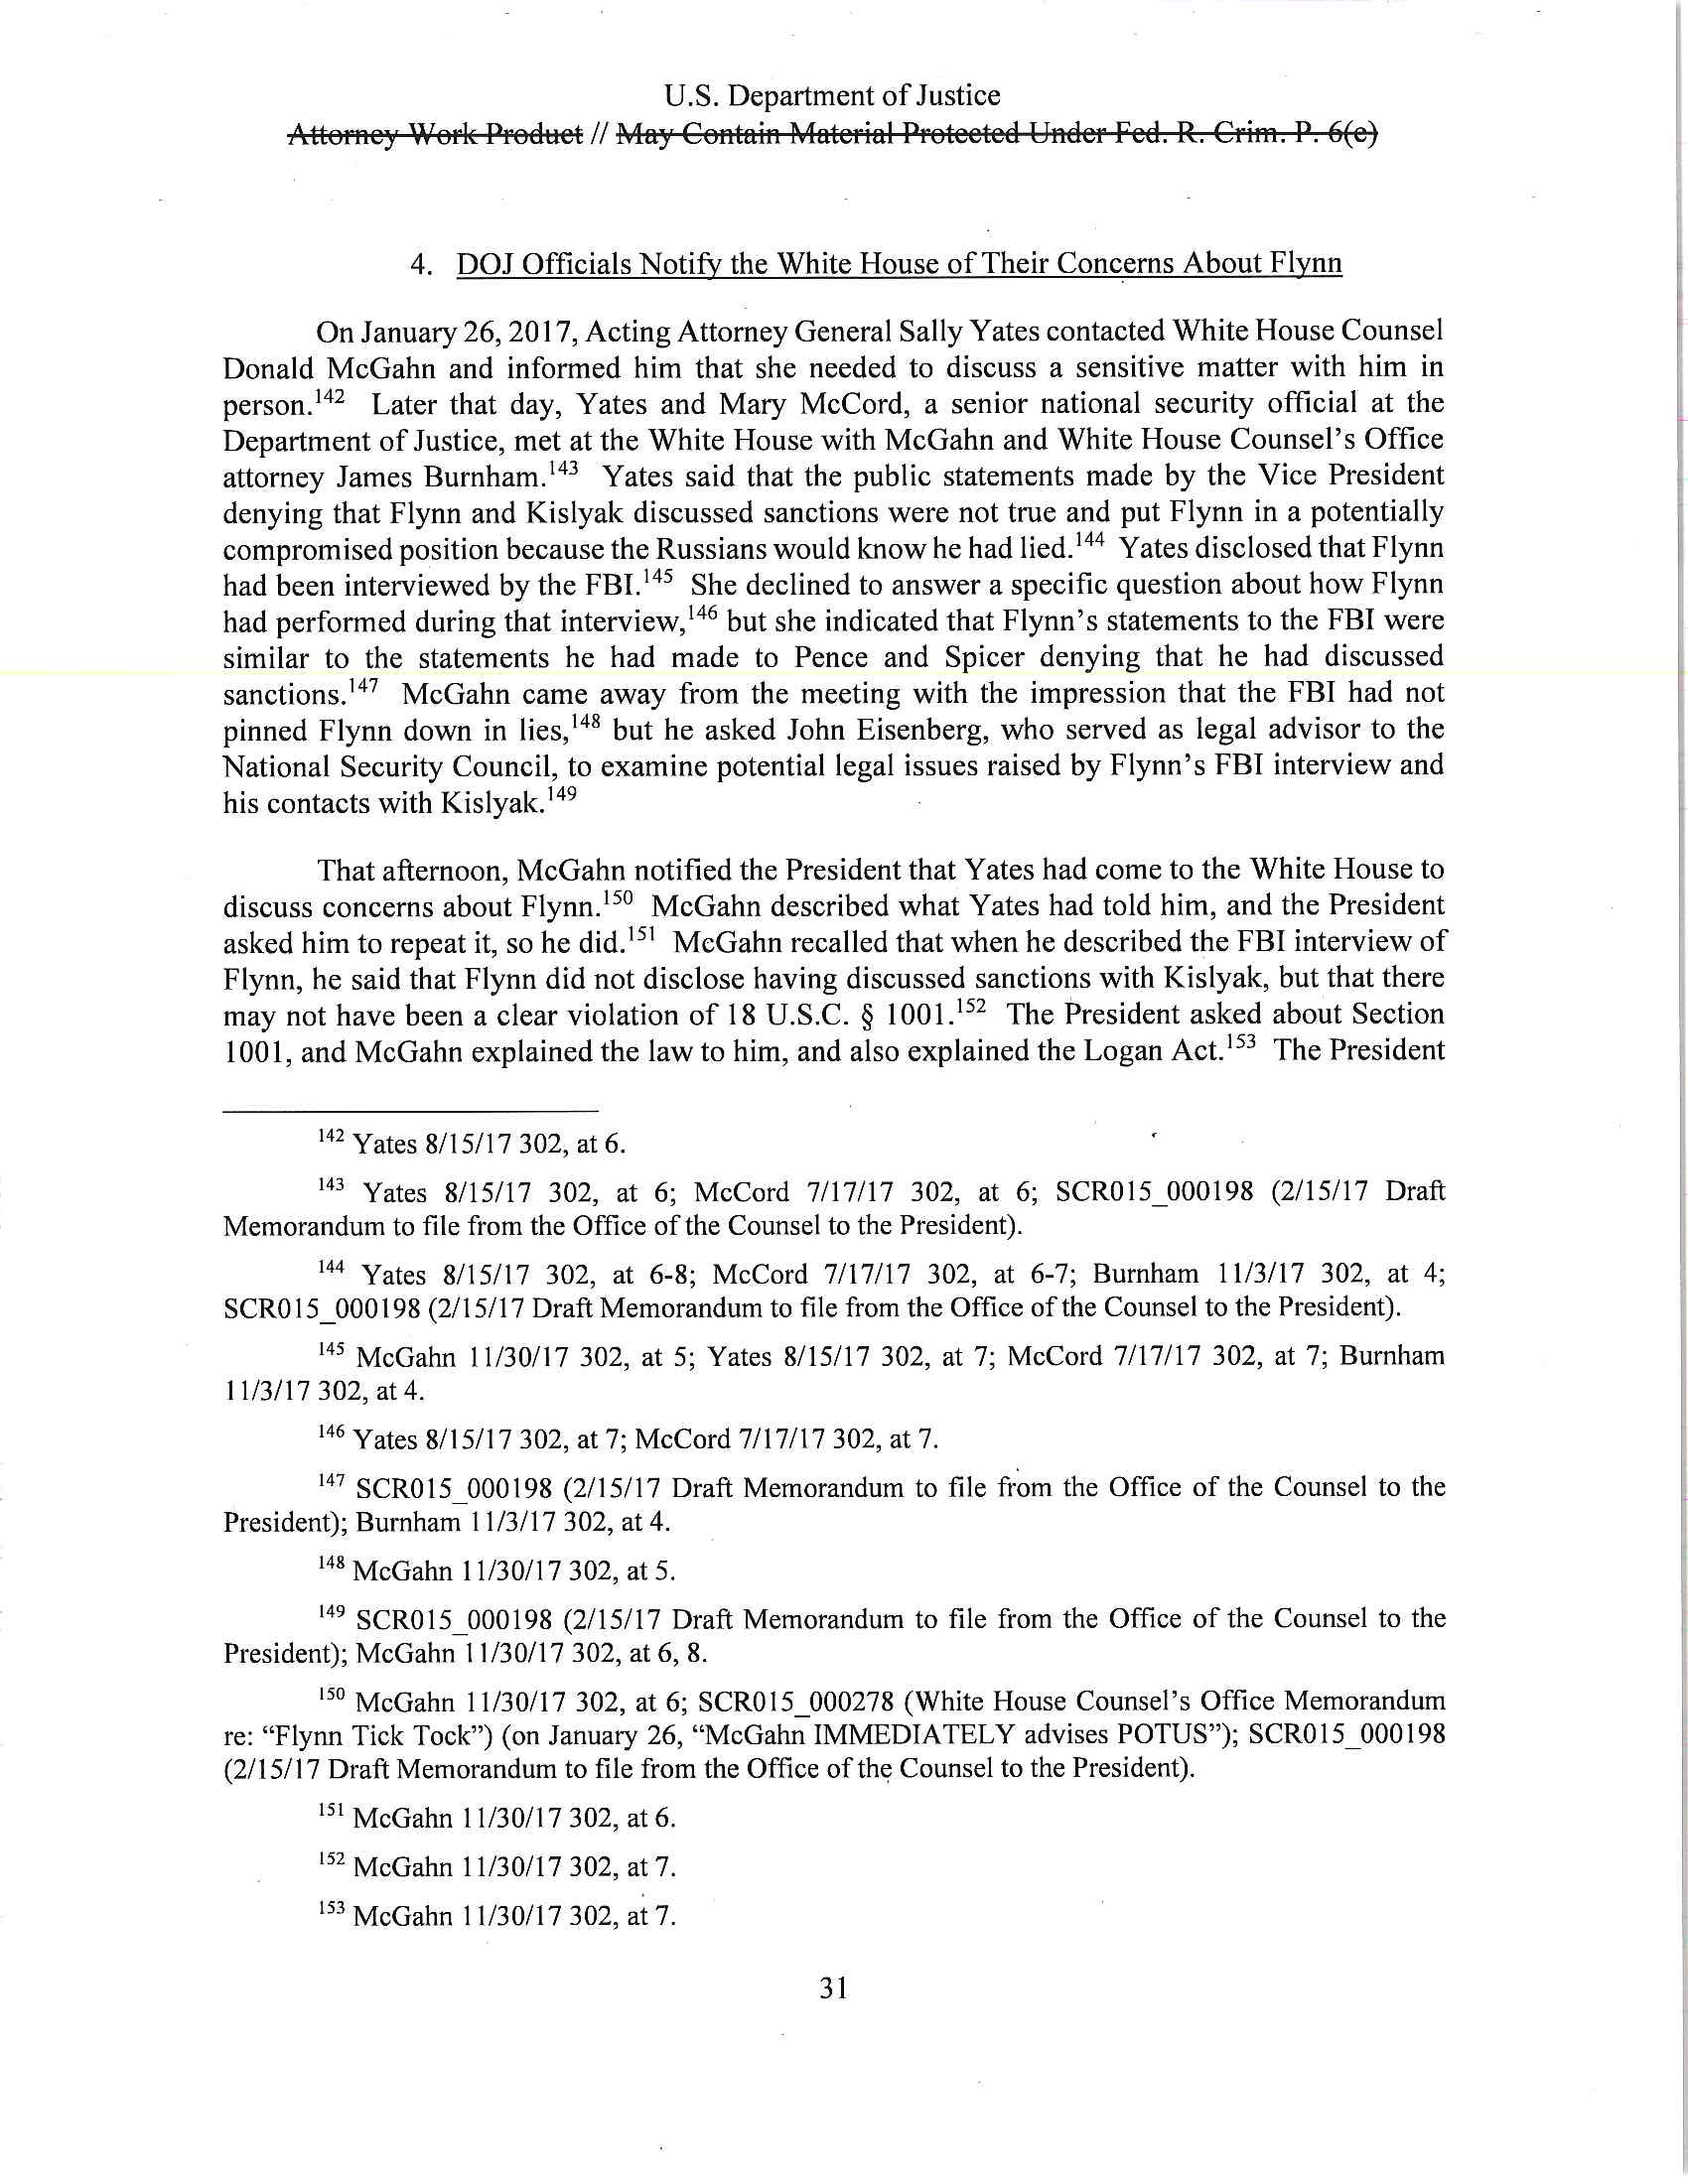 U.S. Department of Justice
Attorney Work Product // May Contain Material Protected Under Fed. R. Crim. P. 6(e)
4. DOJ Officials Notify the White House of Their Concerns About Flynn
On January 26, 2017, Acting Attorney General Sally Yates contacted White House Counsel
Donald McGahn and informed him that she needed to discuss a sensitive matter with him in
person.142 Later that day, Yates and Mary McCord, a senior national security official at the
Department of Justice, met at the White House with McGahn and White House Counsel's Office
attorney James Burnham.143 Yates said that the public statements made by the Vice President
denying that Flynn and Kislyak discussed sanctions were not true and put Flynn in a potentially
compromised position because the Russians would know he had lied.144 Yates disclosed that Flynn
had been interviewed by the FBI.145 She declined to answer a specific question about how Flynn
had performed during that interview,146 but she indicated that Flynn's statements to the FBI were
similar to the statements he had made to Pence and Spicer denying that he had discussed
sanctions.147 McGahn came away from the meeting with the impression that the FBI had not
pinned Flynn down in lies,148 but he asked John Eisenberg, who served as legal advisor to the
National Security Council, to examine potential legal issues raised by Flynn's FBI interview and
his contacts with Kislyak.149
That afternoon, McGahn notified the President that Yates had come to the White House to
discuss concerns about Flynn.150 McGahn described what Yates had told him, and the President
asked him to repeat it, so he did.151 McGahn recalled that when he described the FBI interview of
Flynn, he said that Flynn did not disclose having discussed sanctions with Kislyak, but that there
may not have been a clear violation of 18 U.S.C. § 1001.152 The President asked about Section
1001, and McGahn explained the law to him, and also explained the Logan Act.153 The President
142 Yates 8/15/17 302, at 6.
143 Yates 8/15/17 302, at 6; McCord 7/17/17 302, at 6; SCR015_000198 (2/15/17 Draft
Memorandum to file from the Office of the Counsel to the President).
144 Yates 8/15/17 302, at 6-8; McCord 7/17/17 302, at 6-7; Burnham 11/3/17 302, at 4;
SCR015_000198 (2/15/17 Draft Memorandum to file from the Office of the Counsel to the President).
145 McGahn 11/30/17 302, at 5; Yates 8/15/17 302, at 7; McCord 7/17/17 302, at 7; Burnham
11/3/17 302, at 4.
146 Yates 8/15/17 302, at 7; McCord 7/17/17 302, at 7.
147 SCR015_000198 (2/15/17 Draft Memorandum to file from the Office of the Counsel to the
President); Burnham 11/3/17 302, at 4.
148 McGahn 11/30/17 302, at 5.
149 SCR015_000198 (2/15/17 Draft Memorandum to file from the Office of the Counsel to the
President); McGahn 11/30/17 302, at 6, 8.
150 McGahn 11/30/17 302, at 6; SCR015_000278 (White House Counsel's Office Memorandum
re: “Flynn Tick Tock”) (on January 26, “McGahn IMMEDIATELY advises POTUS”); SCR015_000198
(2/15/17 Draft Memorandum to file from the Office of the Counsel to the President).
151 McGahn 11/30/17 302, at 6.
152 McGahn 11/30/17 302, at 7.
153 McGahn 11/30/17 302, at 7.
31